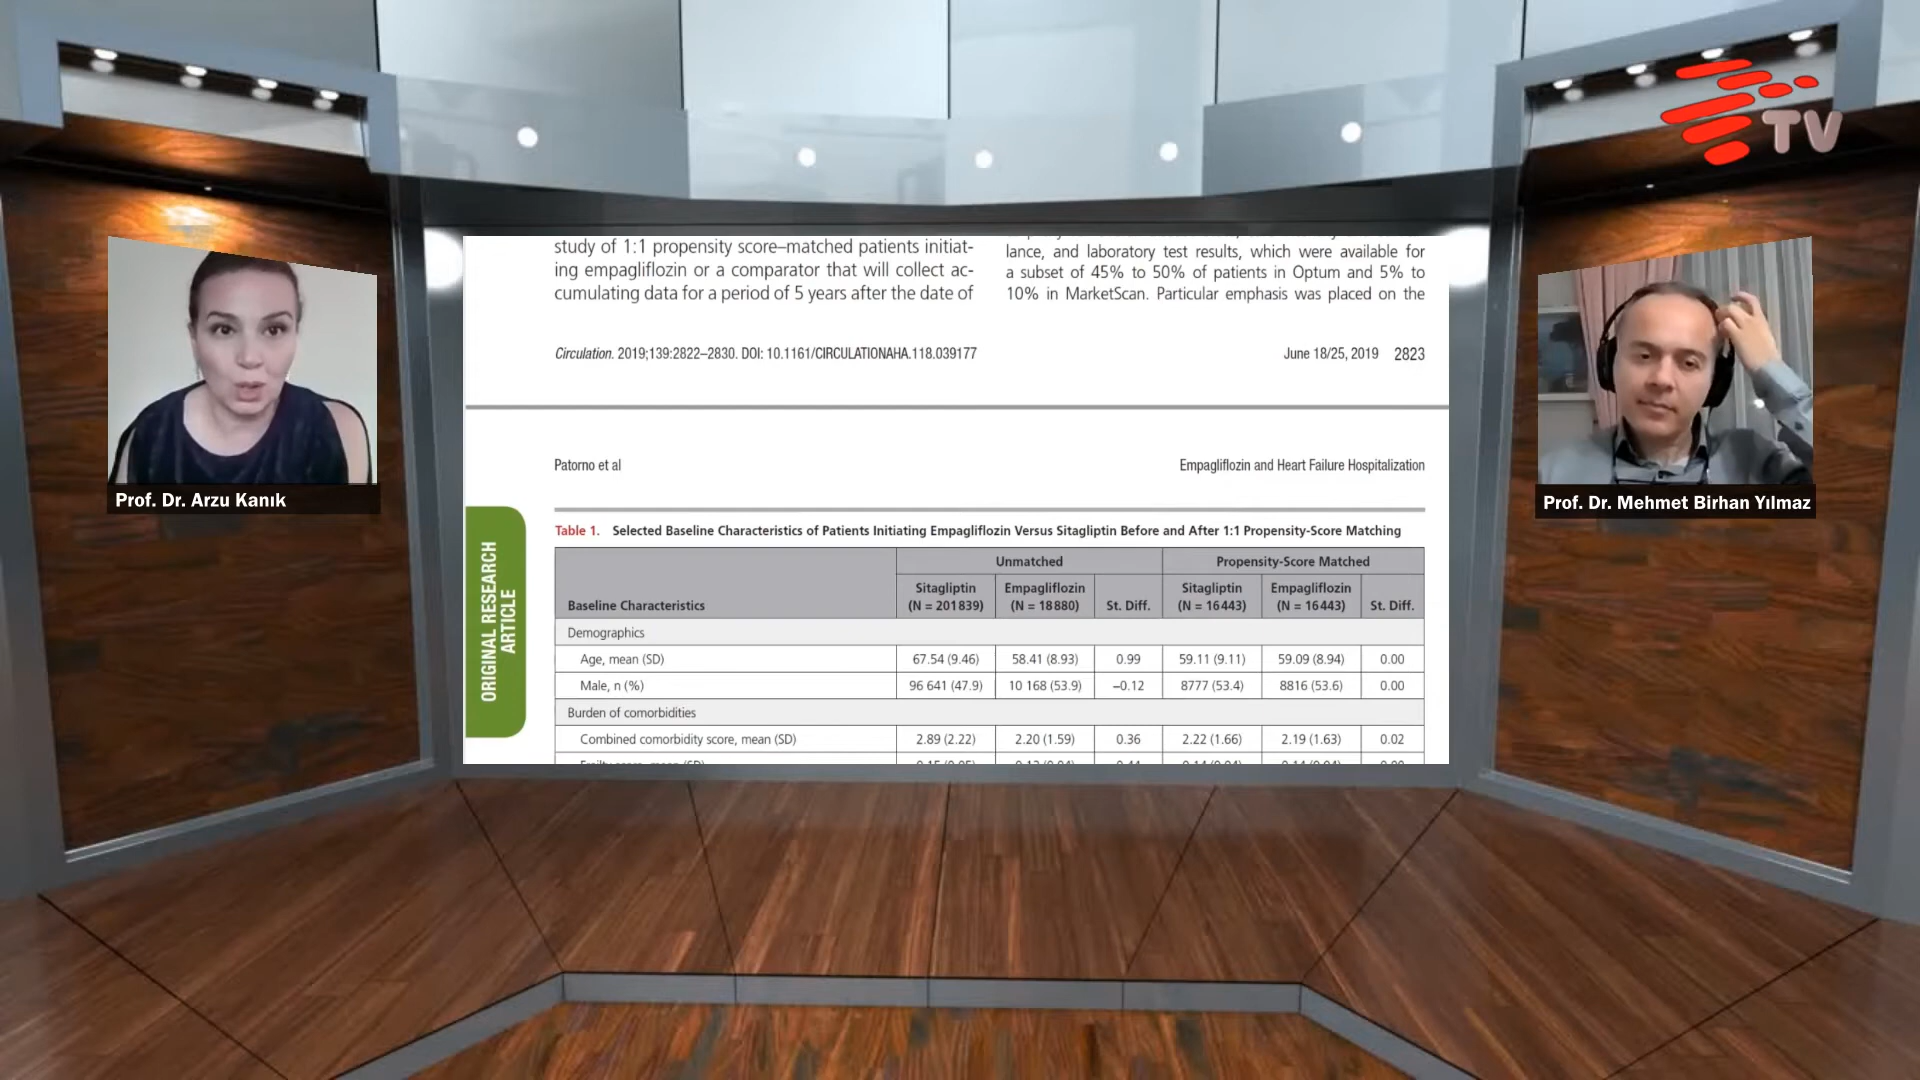 TV
study of 1:1 propensity score–matched patients initiat-
ing empagliflozin or a comparator that will collect ac-
cumulating data for a period of 5 years after the date of
lance, and laboratory test results, which were available for
a subset of 45% to 50% of patients in Optum and 5% to
10% in MarketScan. Particular emphasis was placed on the
Circulation. 2019;139:2822–2830. DOI: 10.1161/CIRCULATIONAHA.118.039177
June 18/25, 2019 2823
Patorno et al
Empagliflozin and Heart Failure Hospitalization
ORIGINAL RESEARCH
ARTICLE
Table 1. Selected Baseline Characteristics of Patients Initiating Empagliflozin Versus Sitagliptin Before and After 1:1 Propensity-Score Matching
Unmatched Propensity-Score Matched
Baseline Characteristics Sitagliptin (N = 201839) Empagliflozin (N = 18880) St. Diff. Sitagliptin (N = 16443) Empagliflozin (N = 16443) St. Diff.
Demographics
Age, mean (SD) 67.54 (9.46) 58.41 (8.93) 0.99 59.11 (9.11) 59.09 (8.94) 0.00
Male, n (%) 96 641 (47.9) 10 168 (53.9) –0.12 8777 (53.4) 8816 (53.6) 0.00
Burden of comorbidities
Combined comorbidity score, mean (SD) 2.89 (2.22) 2.20 (1.59) 0.36 2.22 (1.66) 2.19 (1.63) 0.02
Prof. Dr. Arzu Kanık
Prof. Dr. Mehmet Birhan Yılmaz